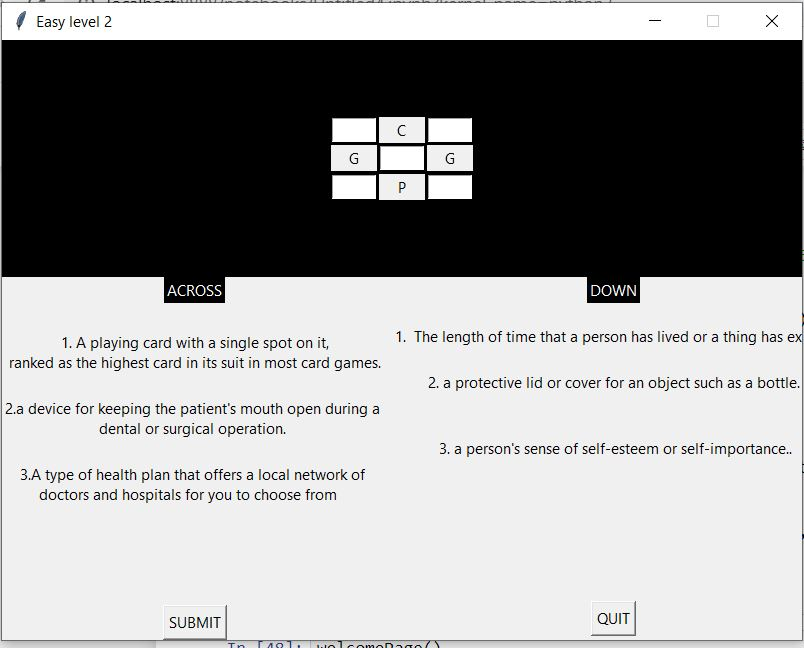 Easy level 2
C
G G
P
ACROSS
DOWN
1. A playing card with a single spot on it,
ranked as the highest card in its suit in most card games.
2.a device for keeping the patient's mouth open during a
dental or surgical operation.
3.A type of health plan that offers a local network of
doctors and hospitals for you to choose from
1. The length of time that a person has lived or a thing has ex
2. a protective lid or cover for an object such as a bottle.
3. a person's sense of self-esteem or self-importance..
SUBMIT
QUIT
In [48]: welcomePage()